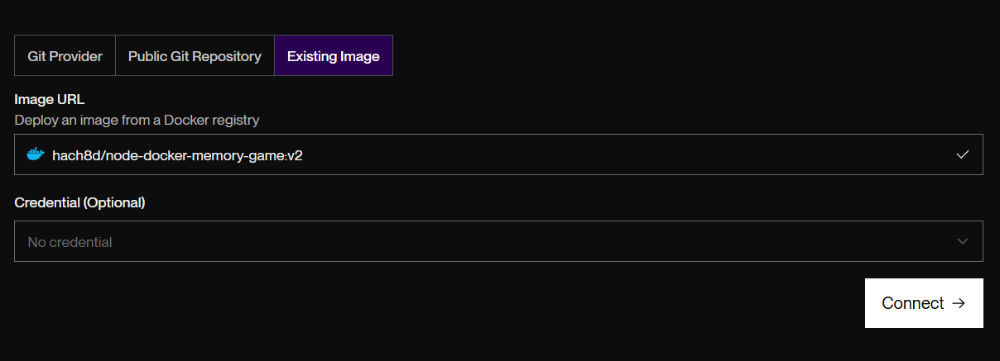 Git Provider Public Git Repository Existing Image
Image URL
Deploy an image from a Docker registry
hach8d/node-docker-memory-game:v2
Credential (Optional)
No credential
Connect →